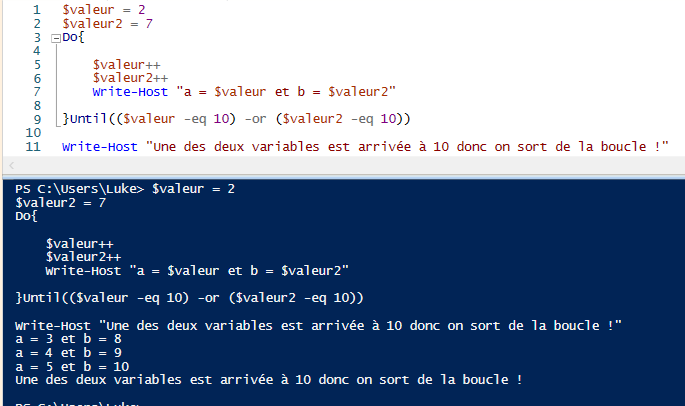 1 $valeur = 2
2 $valeur2 = 7
3 Do{
4
5 $valeur++
6 $valeur2++
7 Write-Host "a = $valeur et b = $valeur2"
8
9 }Until(($valeur -eq 10) -or ($valeur2 -eq 10))
10
11 Write-Host "Une des deux variables est arrivée à 10 donc on sort de la boucle !"
PS C:\Users\Luke> $valeur = 2
$valeur2 = 7
Do{
$valeur++
$valeur2++
Write-Host "a = $valeur et b = $valeur2"
}Until(($valeur -eq 10) -or ($valeur2 -eq 10))
Write-Host "Une des deux variables est arrivée à 10 donc on sort de la boucle !"
a = 3 et b = 8
a = 4 et b = 9
a = 5 et b = 10
Une des deux variables est arrivée à 10 donc on sort de la boucle !
PS C:\Users\Luke>